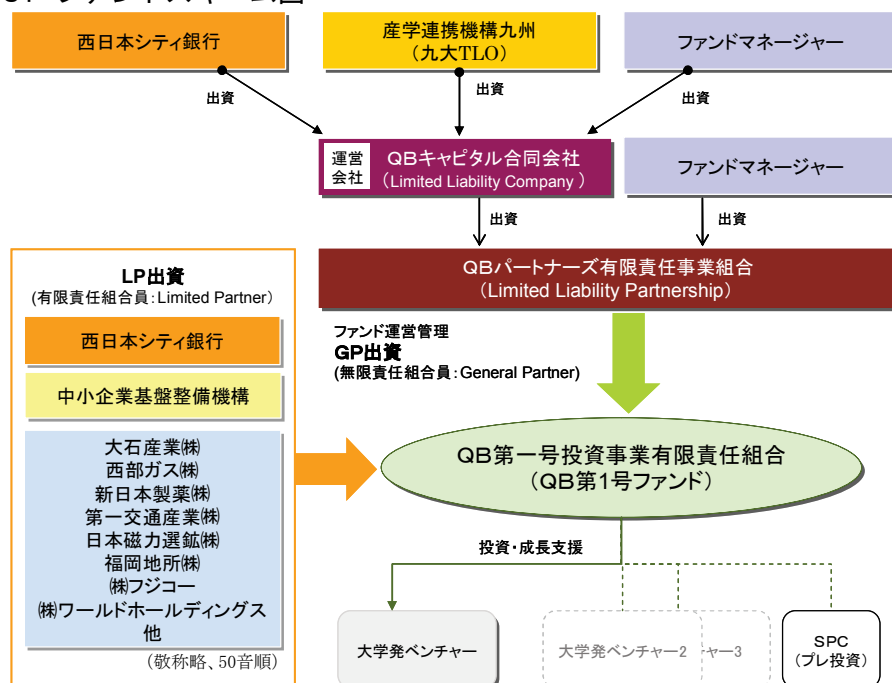 西日本シティ銀行
産学連携機構九州
(九大TLO)
ファンドマネージャー
出資
出資
出資
運営
会社
QBキャピタル合同会社
(Limited Liability Company )
ファンドマネージャー
出資
出資
LP出資
(有限責任組合員:Limited Partner)
QBパートナーズ有限責任事業組合
(Limited Liability Partnership)
西日本シティ銀行
ファンド運営管理
GP出資
(無限責任組合員:General Partner)
中小企業基盤整備機構
大石産業㈱
西部ガス㈱
新日本製薬㈱
第一交通産業㈱
日本磁力選鉱㈱
福岡地所㈱
㈱フジコー
㈱ワールドホールディングス
他
(敬称略、50音順)
QB第一号投資事業有限責任組合
(QB第1号ファンド)
投資・成長支援
大学発ベンチャー
大学発ベンチャー2
チャー3
SPC
(プレ投資)